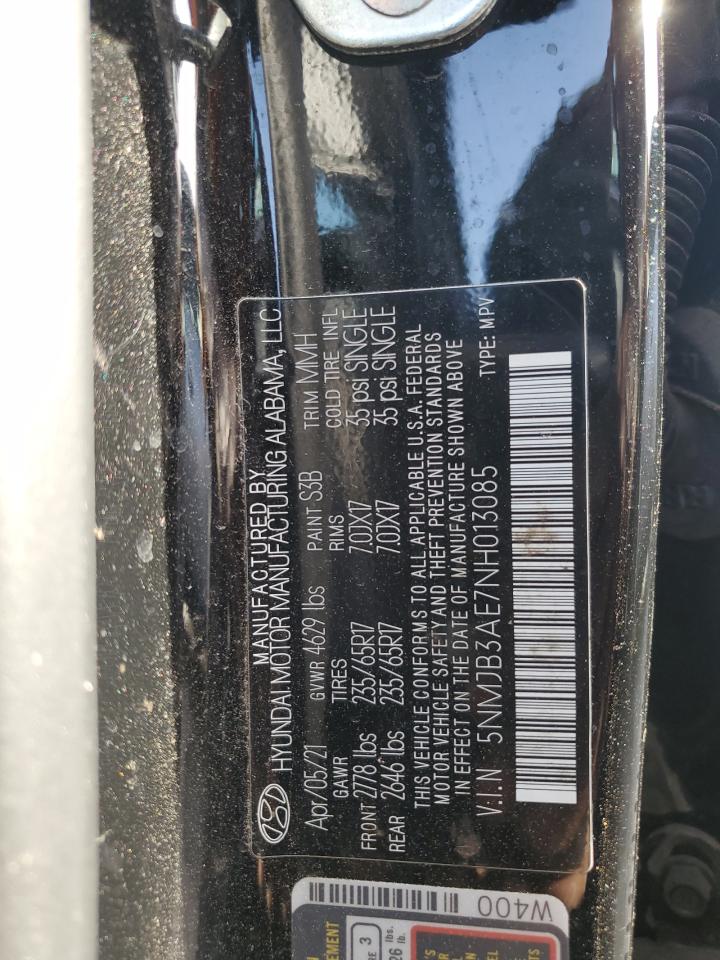 MANUFACTURED BY
HYUNDAI MOTOR MANUFACTURING ALABAMA, LLC.
Apr/05/21 GVWR 4629 lbs PAINT S3B TRIM MMH
GAWR TIRES RIMS COLD TIRE INFL
FRONT 2778 lbs 235/65R17 7.0JX17 35 psi SINGLE
REAR 2646 lbs 235/65R17 7.0JX17 35 psi SINGLE
THIS VEHICLE CONFORMS TO ALL APPLICABLE U.S.A. FEDERAL
MOTOR VEHICLE SAFETY AND THEFT PREVENTION STANDARDS
IN EFFECT ON THE DATE OF MANUFACTURE SHOWN ABOVE
V.I.N 5NMJB3AE7NH013085 TYPE: MPV
W400